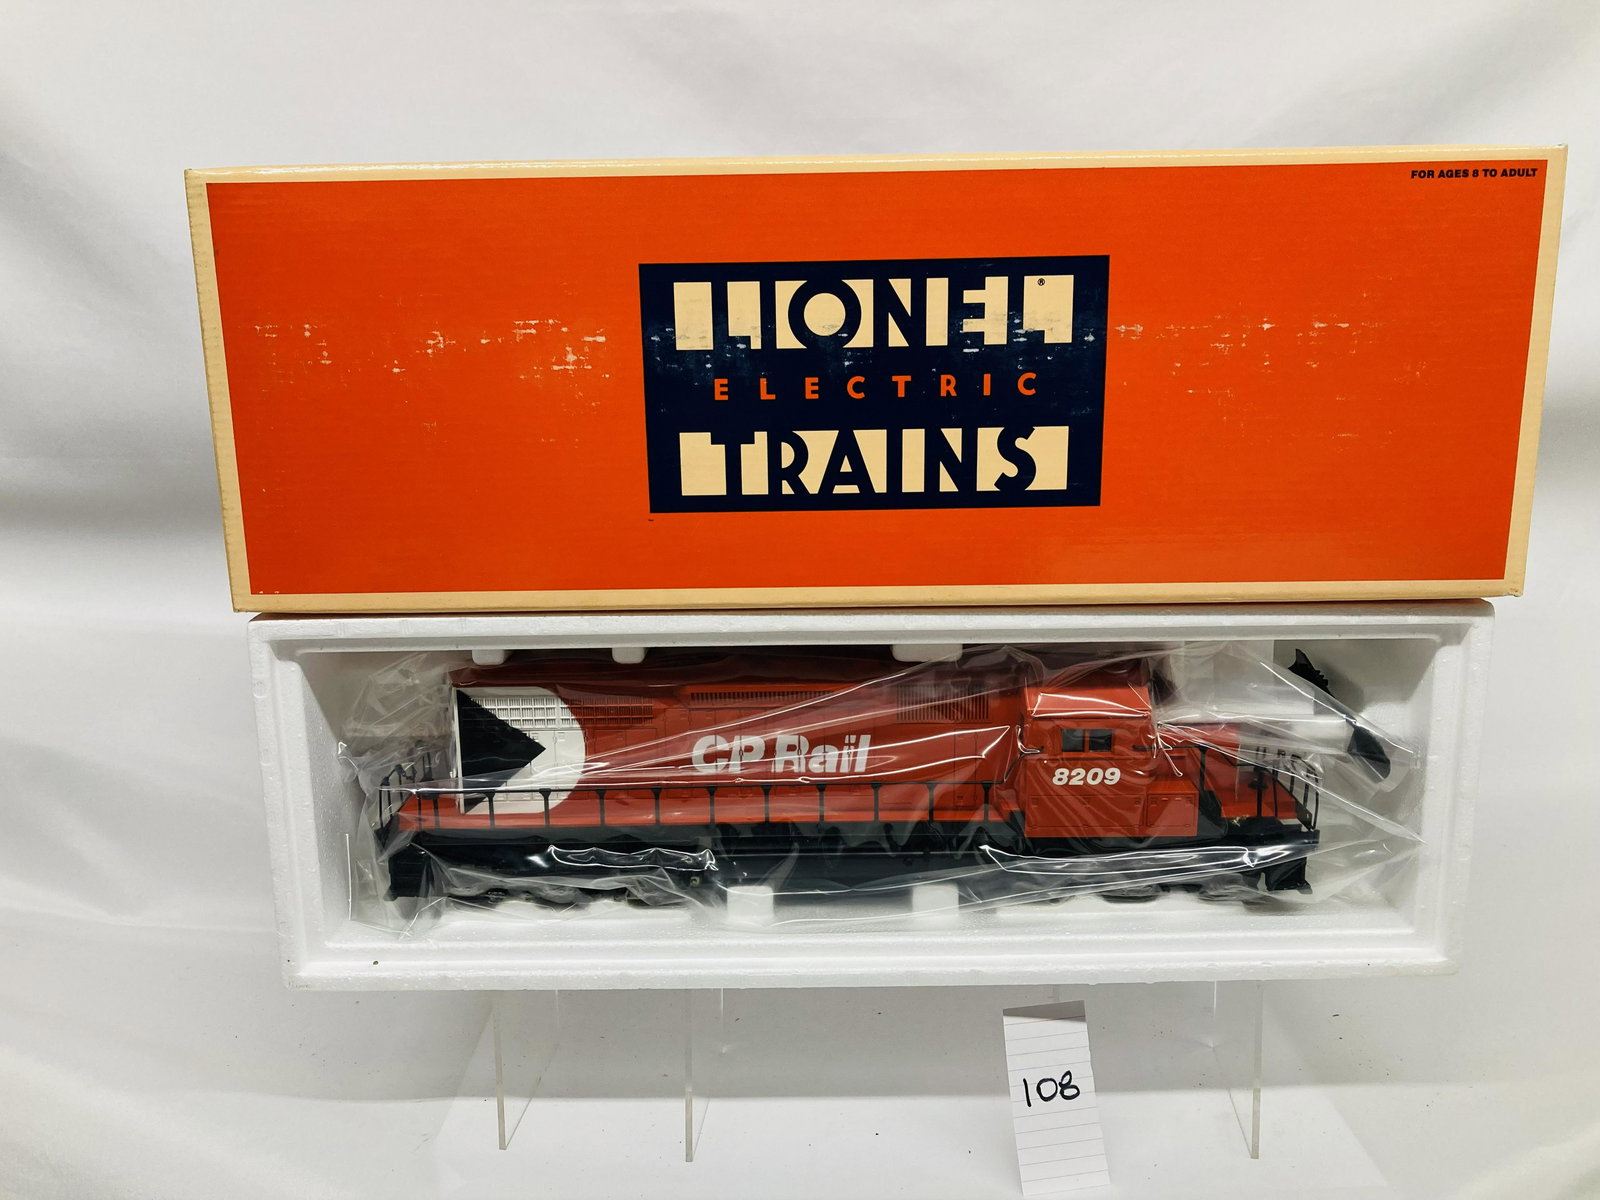 FOR AGES 8 TO ADULT
LIONEL®
ELECTRIC
TRAINS
CP Rail
8209
108